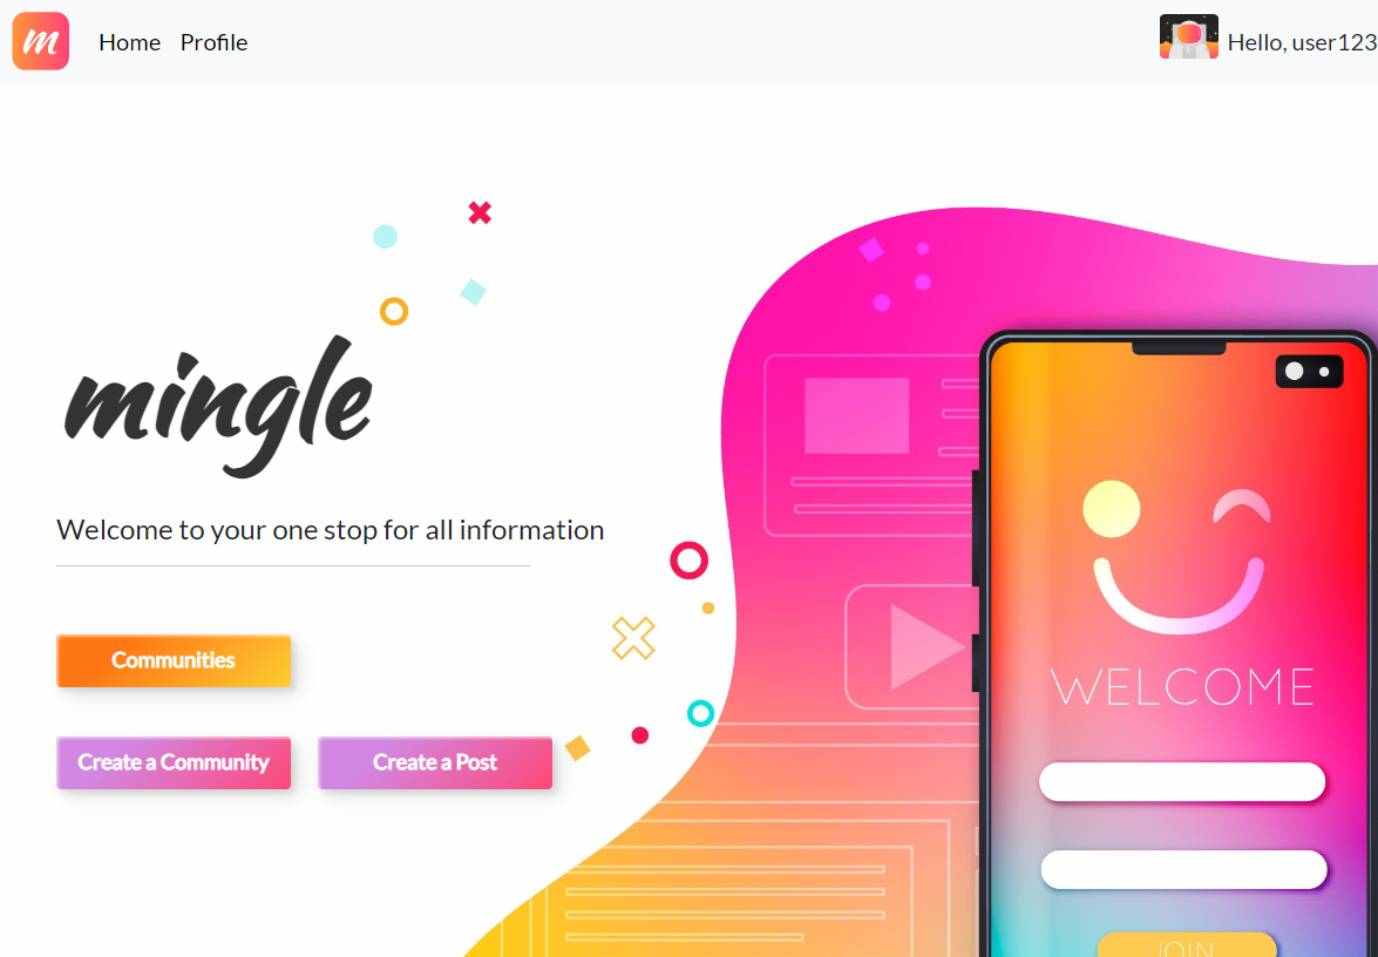 m Home Profile Hello, user123
mingle
Welcome to your one stop for all information
Communities
Create a Community Create a Post
WELCOME
JOIN